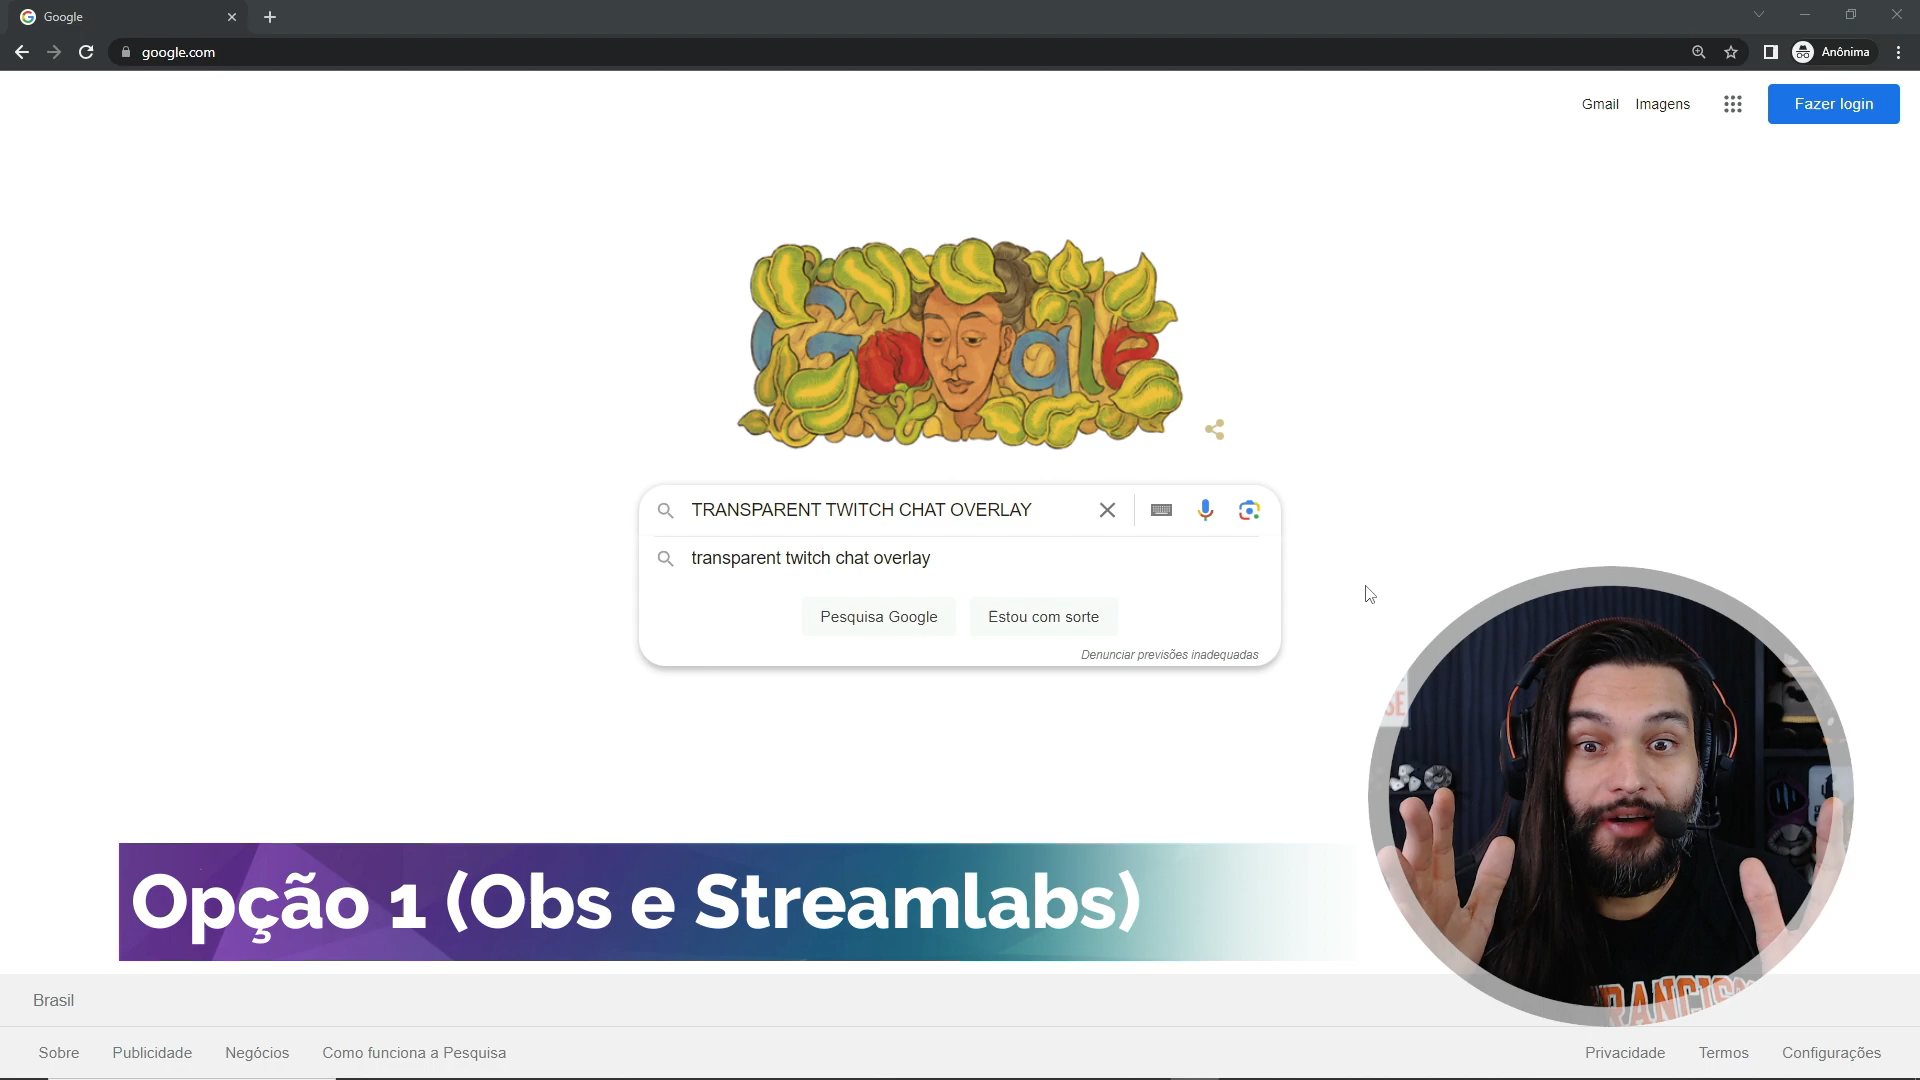 Google
google.com
Anônima
Gmail Imagens Fazer login
Google
TRANSPARENT TWITCH CHAT OVERLAY
transparent twitch chat overlay
Pesquisa Google Estou com sorte
Denunciar previsões inadequadas
SE
Opção 1 (Obs e Streamlabs)
Brasil
Sobre Publicidade Negócios Como funciona a Pesquisa Privacidade Termos Configurações